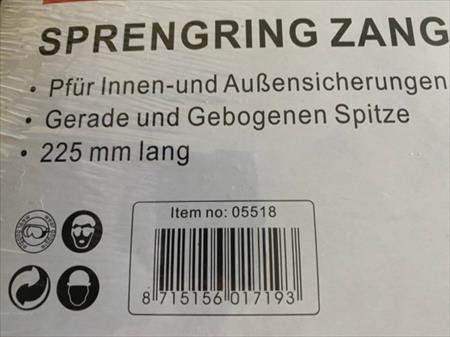 SPRENGRING ZANG
• Pfür Innen-und Außensicherungen
• Gerade und Gebogenen Spitze
• 225 mm lang
Item no: 05518
8 715156 017193